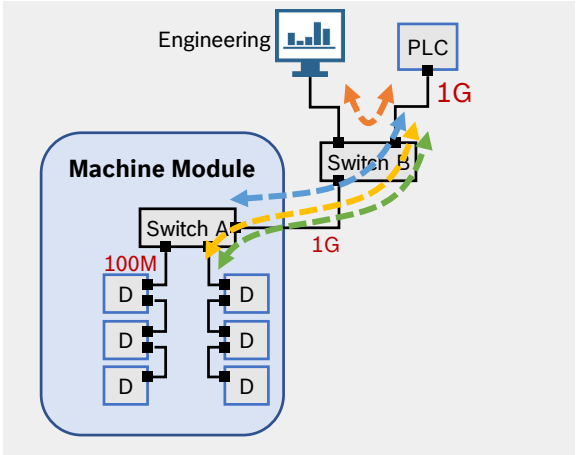 Engineering
PLC
1G
Switch B
Machine Module
Switch A
1G
100M
D
D
D
D
D
D